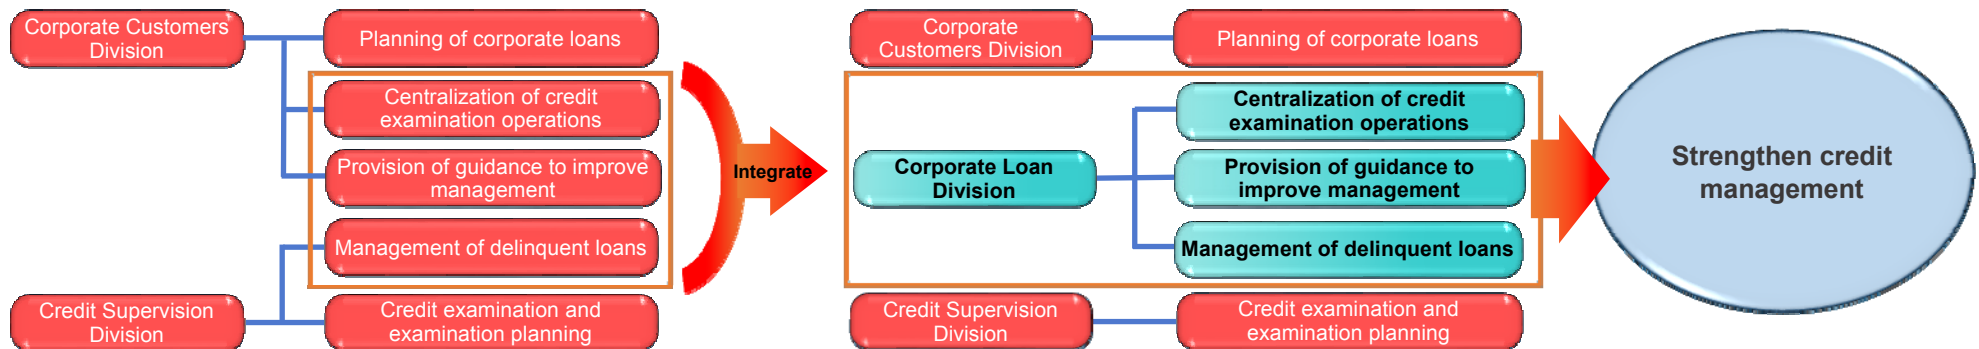 Corporate Customers
Division
Planning of corporate loans
Centralization of credit
examination operations
Provision of guidance to improve
management
Management of delinquent loans
Credit Supervision
Division
Credit examination and
examination planning
Integrate
Corporate
Customers Division
Planning of corporate loans
Corporate Loan
Division
Centralization of credit
examination operations
Provision of guidance to
improve management
Management of delinquent loans
Credit Supervision
Division
Credit examination and
examination planning
Strengthen credit
management